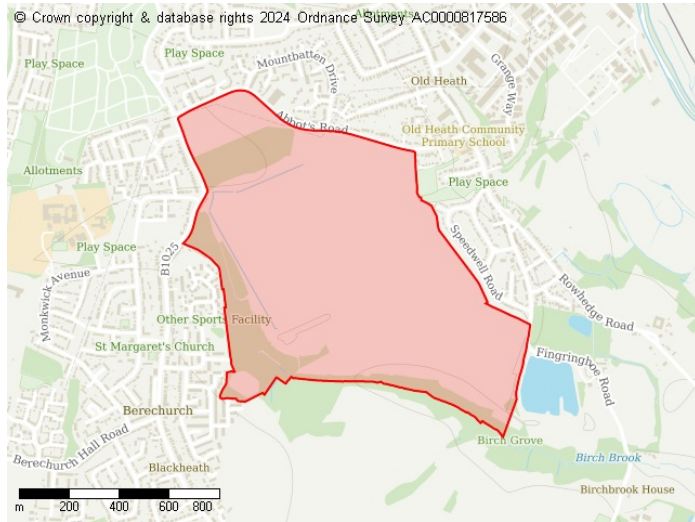 © Crown copyright & database rights 2024 Ordnance Survey AC0000817586
Allotments
Play Space
Play Space
Mountbatten Drive
Old Heath
Grange Way
Abbot's Road
Old Heath Community
Primary School
Allotments
Play Space
Play Space
B1025
Speedwell Road
Monkwick Avenue
Rowhedge Road
Other Sports Facility
St Margaret's Church
Fingringhoe Road
Berechurch
Berechurch Hall Road
Birch Grove
Blackheath
Birch Brook
Birchbrook House
m 200 400 600 800